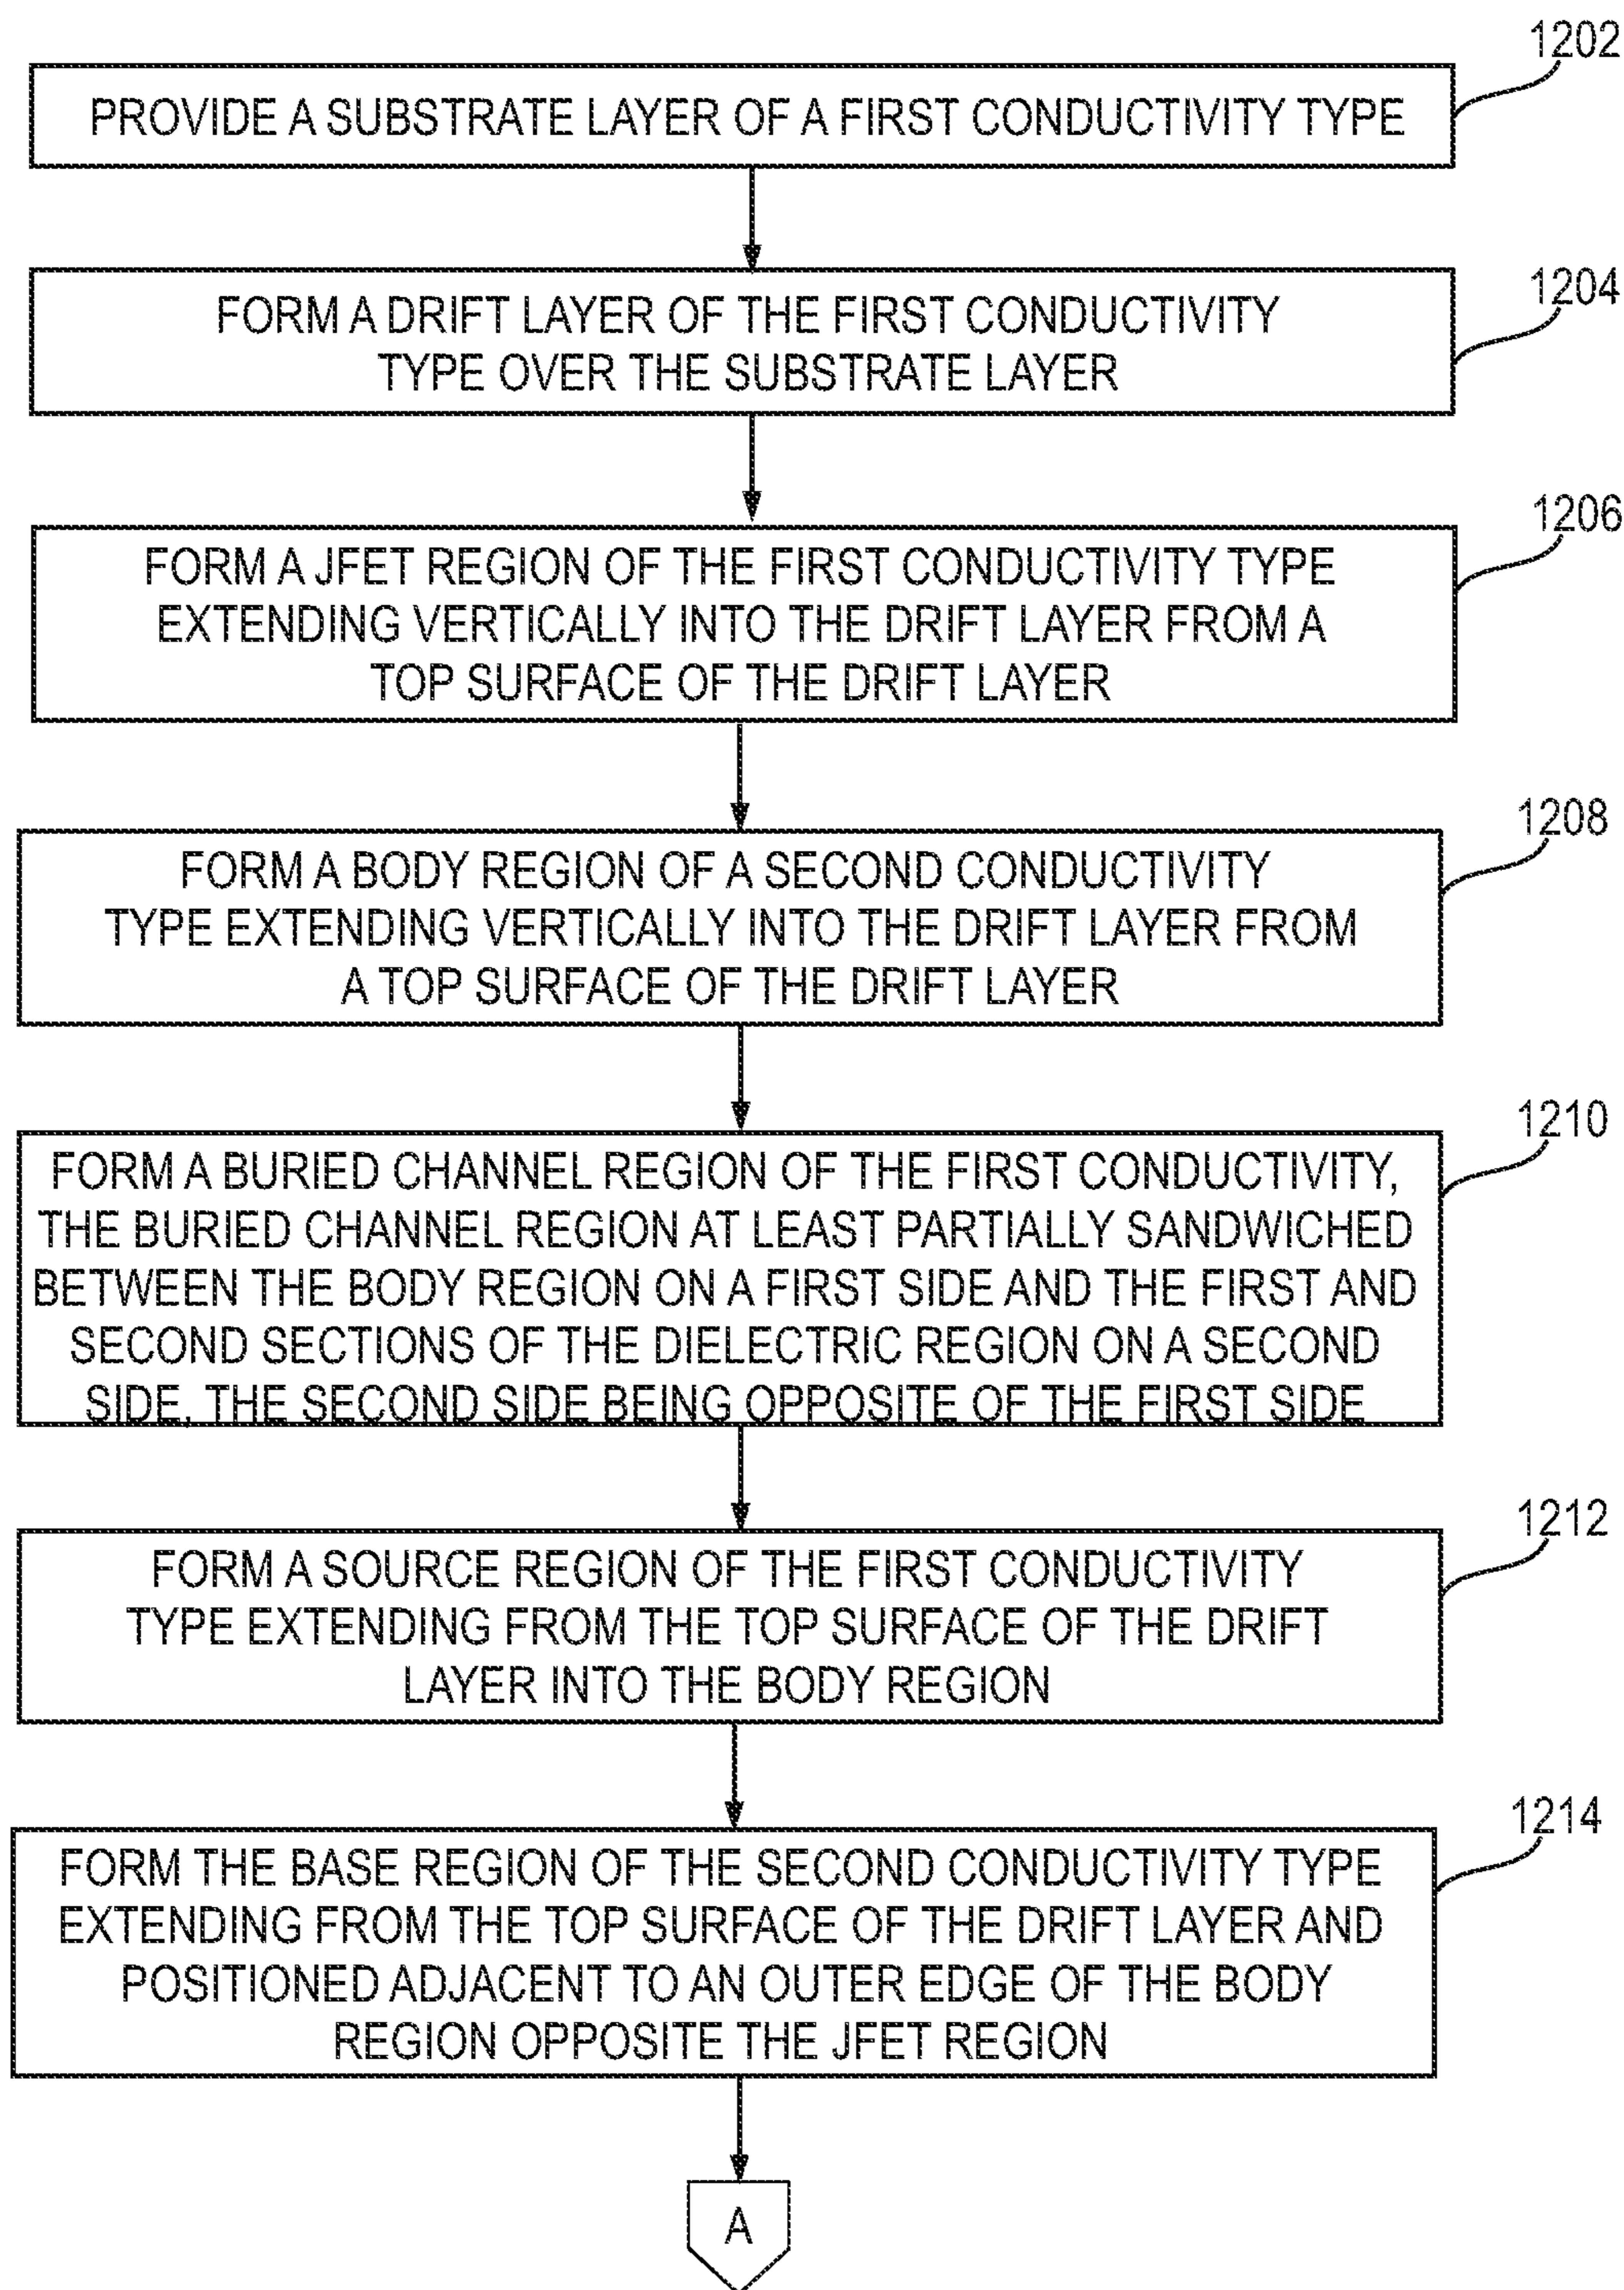 1202
PROVIDE A SUBSTRATE LAYER OF A FIRST CONDUCTIVITY TYPE
1204
FORM A DRIFT LAYER OF THE FIRST CONDUCTIVITY
TYPE OVER THE SUBSTRATE LAYER
1206
FORM A JFET REGION OF THE FIRST CONDUCTIVITY TYPE
EXTENDING VERTICALLY INTO THE DRIFT LAYER FROM A
TOP SURFACE OF THE DRIFT LAYER
1208
FORM A BODY REGION OF A SECOND CONDUCTIVITY
TYPE EXTENDING VERTICALLY INTO THE DRIFT LAYER FROM
A TOP SURFACE OF THE DRIFT LAYER
1210
FORM A BURIED CHANNEL REGION OF THE FIRST CONDUCTIVITY,
THE BURIED CHANNEL REGION AT LEAST PARTIALLY SANDWICHED
BETWEEN THE BODY REGION ON A FIRST SIDE AND THE FIRST AND
SECOND SECTIONS OF THE DIELECTRIC REGION ON A SECOND
SIDE, THE SECOND SIDE BEING OPPOSITE OF THE FIRST SIDE
1212
FORM A SOURCE REGION OF THE FIRST CONDUCTIVITY
TYPE EXTENDING FROM THE TOP SURFACE OF THE DRIFT
LAYER INTO THE BODY REGION
1214
FORM THE BASE REGION OF THE SECOND CONDUCTIVITY TYPE
EXTENDING FROM THE TOP SURFACE OF THE DRIFT LAYER AND
POSITIONED ADJACENT TO AN OUTER EDGE OF THE BODY
REGION OPPOSITE THE JFET REGION
A